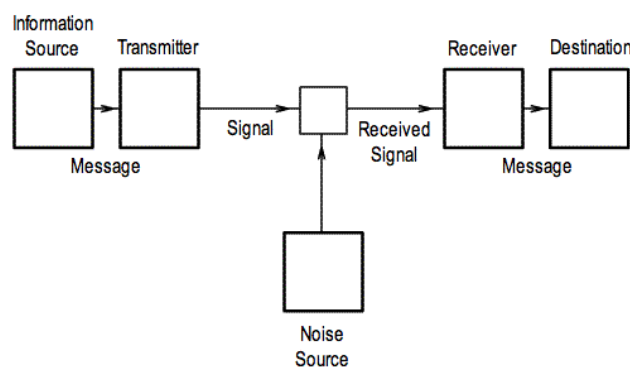 Information
Source
Transmitter
Receiver
Destination
Signal
Received
Signal
Message
Message
Noise
Source